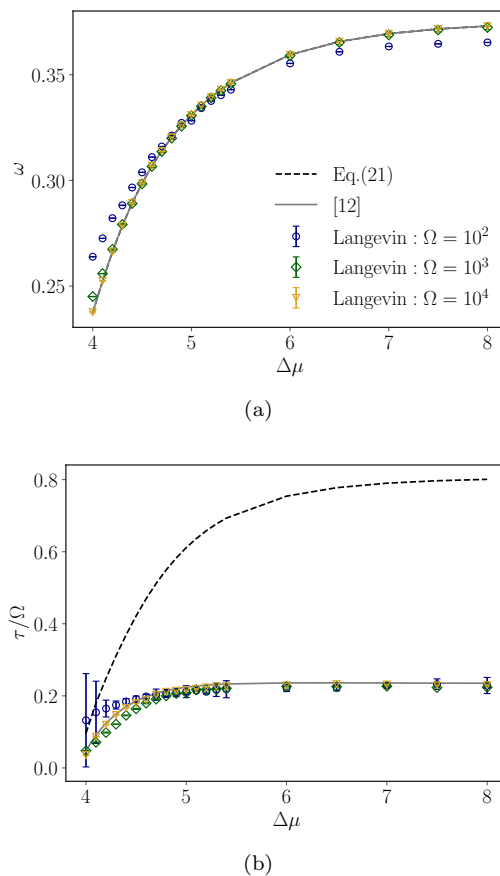 0.35
0.30
0.25
ω
Eq.(21)
[12]
Langevin : Ω = 10²
Langevin : Ω = 10³
Langevin : Ω = 10⁴
4 5 6 7 8
Δμ
(a)
0.8
0.6
0.4
0.2
0.0
τ/Ω
4 5 6 7 8
Δμ
(b)